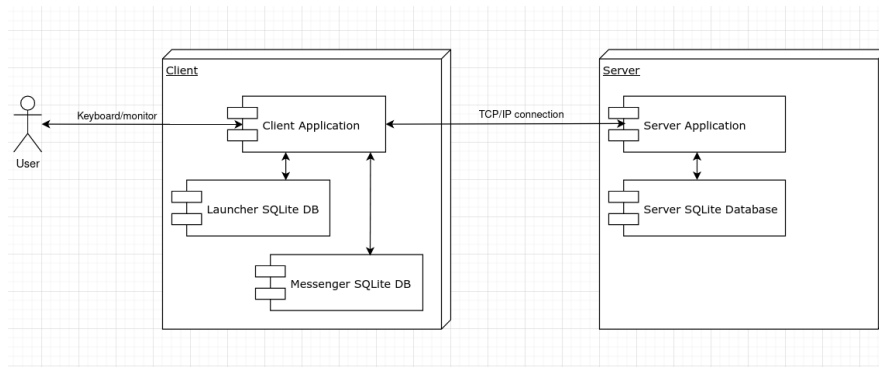 Client
Server
Keyboard/monitor
TCP/IP connection
Client Application
Server Application
User
Launcher SQLite DB
Server SQLite Database
Messenger SQLite DB